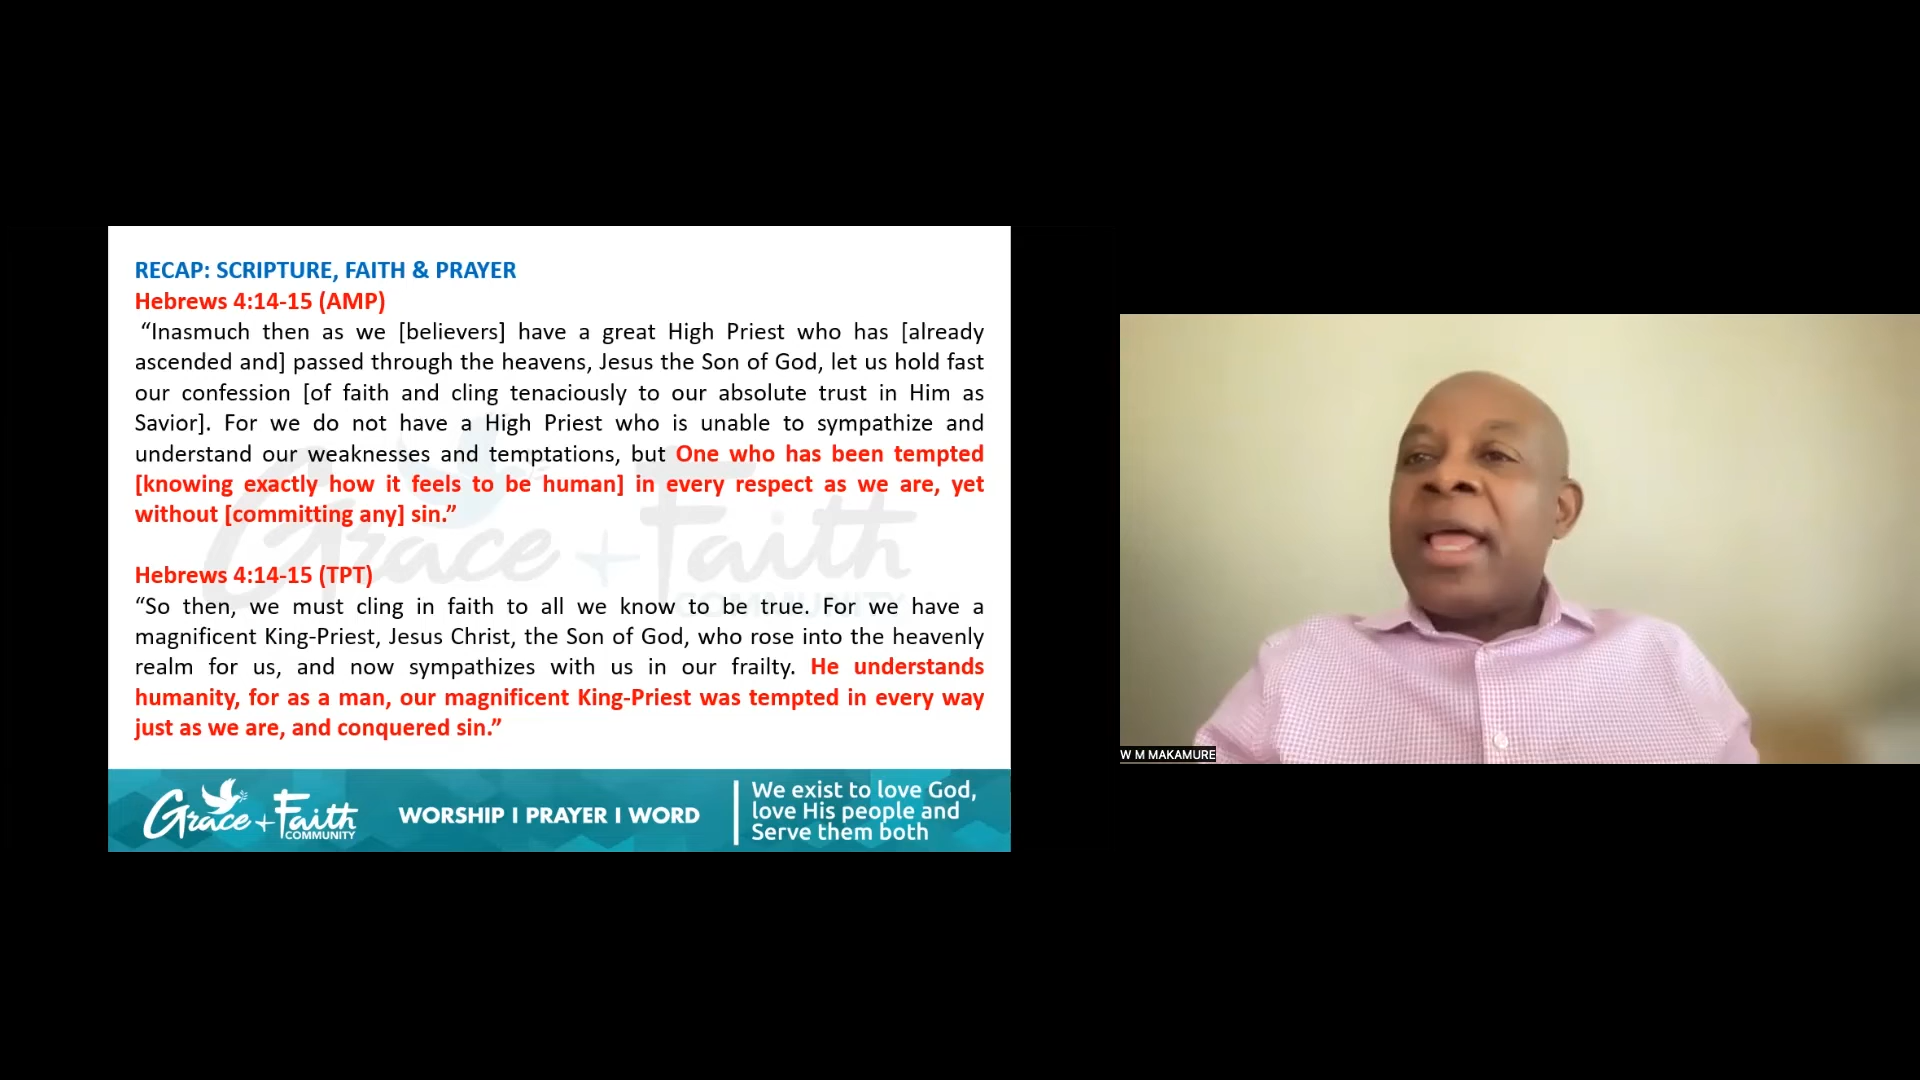 RECAP: SCRIPTURE, FAITH & PRAYER
Hebrews 4:14-15 (AMP)
“Inasmuch then as we [believers] have a great High Priest who has [already
ascended and] passed through the heavens, Jesus the Son of God, let us hold fast
our confession [of faith and cling tenaciously to our absolute trust in Him as
Savior]. For we do not have a High Priest who is unable to sympathize and
understand our weaknesses and temptations, but One who has been tempted
[knowing exactly how it feels to be human] in every respect as we are, yet
without [committing any] sin.”
Grace + Faith
COMMUNITY
Hebrews 4:14-15 (TPT)
“So then, we must cling in faith to all we know to be true. For we have a
magnificent King-Priest, Jesus Christ, the Son of God, who rose into the heavenly
realm for us, and now sympathizes with us in our frailty. He understands
humanity, for as a man, our magnificent King-Priest was tempted in every way
just as we are, and conquered sin.”
Grace + Faith
COMMUNITY
WORSHIP I PRAYER I WORD
We exist to love God,
love His people and
Serve them both
W M MAKAMURE